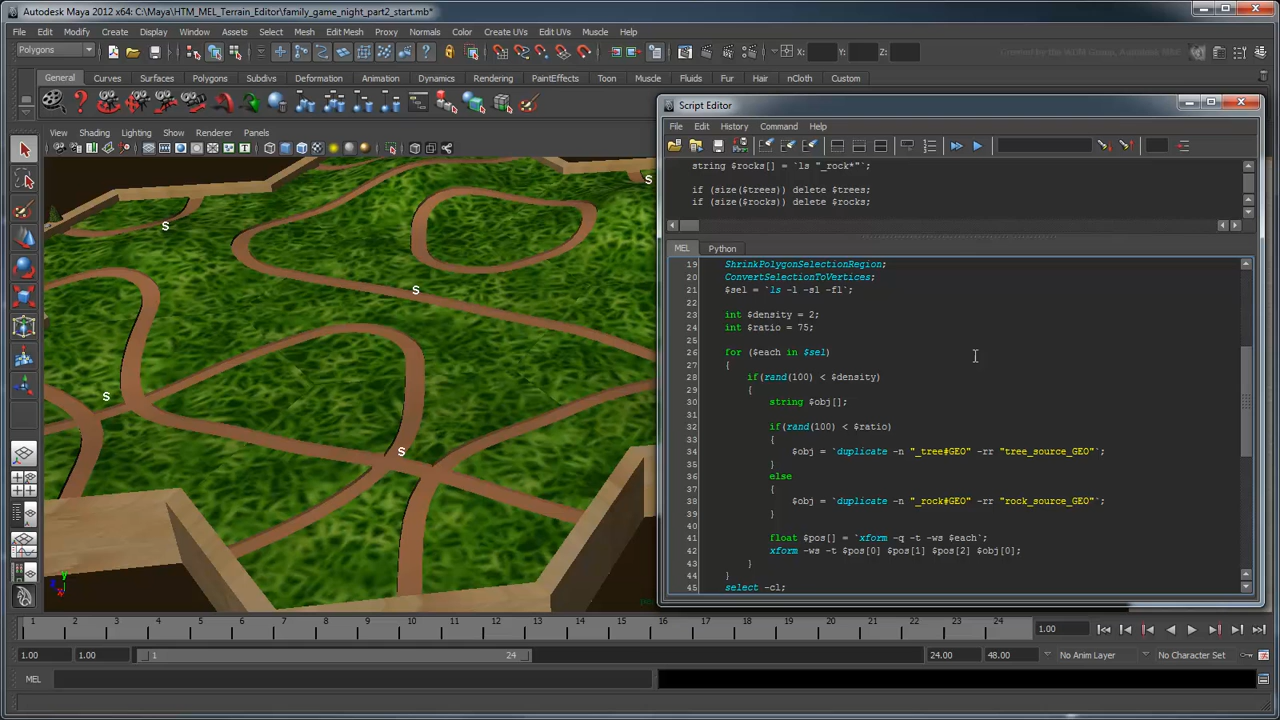 Autodesk Maya 2012 x64: C:\Maya\HTM_MEL_Terrain_Editor\family_game_night_part2_start.mb*
File Edit Modify Create Display Window Assets Select Mesh Edit Mesh Proxy Normals Color Create UVs Edit UVs Muscle Help
Polygons X: Y: Z:
General Curves Surfaces Polygons Subdivs Deformation Animation Dynamics Rendering PaintEffects Toon Muscle Fluids Fur Hair nCloth Custom
View Shading Lighting Show Renderer Panels
S
S
S
S
S
Script Editor
File Edit History Command Help
string $rocks[] = `ls "_rock*"`;
if (size($trees)) delete $trees;
if (size($rocks)) delete $rocks;
MEL Python
19 ShrinkPolygonSelectionRegion;
20 ConvertSelectionToVertices;
21 $sel = `ls -l -sl -fl`;
22
23 int $density = 2;
24 int $ratio = 75;
25
26 for ($each in $sel)
27 {
28 if(rand(100) < $density)
29 {
30 string $obj[];
31
32 if(rand(100) < $ratio)
33 {
34 $obj = `duplicate -n "_tree#GEO" -rr "tree_source_GEO"`;
35 }
36 else
37 {
38 $obj = `duplicate -n "_rock#GEO" -rr "rock_source_GEO"`;
39 }
40
41 float $pos[] = `xform -q -t -ws $each`;
42 xform -ws -t $pos[0] $pos[1] $pos[2] $obj[0];
43 }
44 }
45 select -cl;
1 2 3 4 5 6 7 8 9 10 11 12 13 14 15 16 17 18 19 20 21 22 23 24 1.00
1.00 1.00 1 24 24.00 48.00 No Anim Layer No Character Set
MEL
y